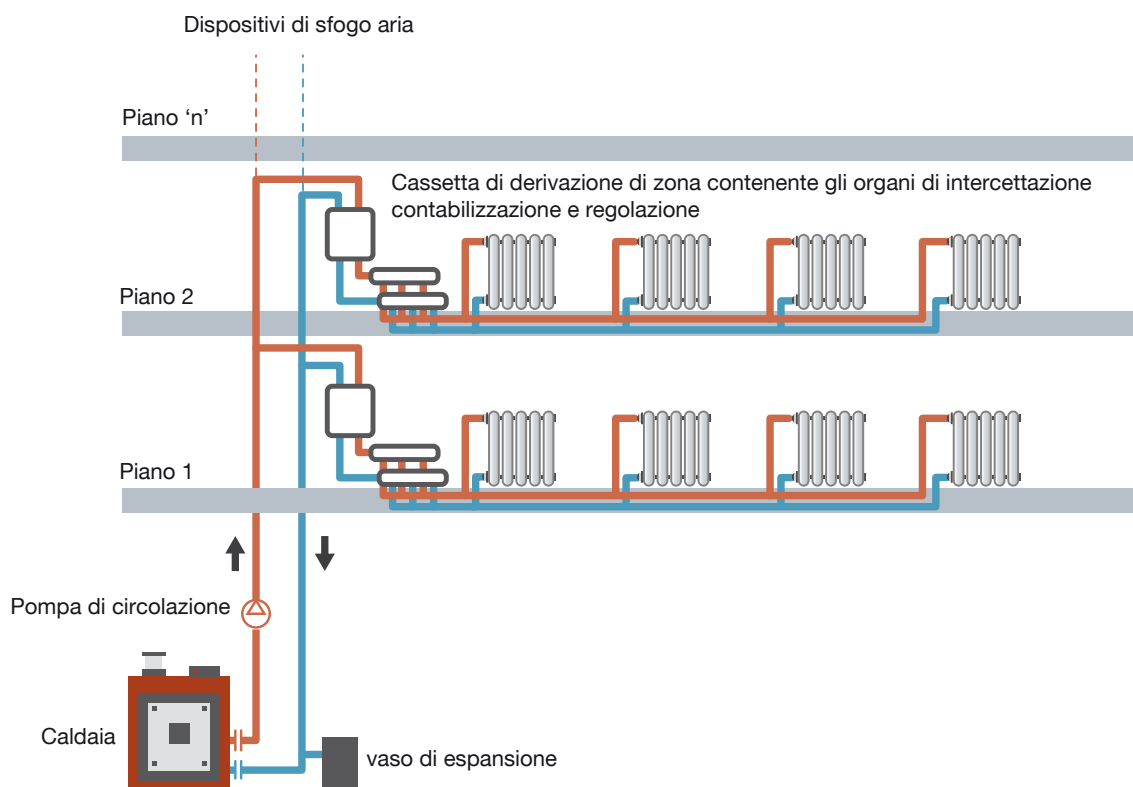 Dispositivi di sfogo aria
Piano ‘n’
Cassetta di derivazione di zona contenente gli organi di intercettazione
contabilizzazione e regolazione
Piano 2
Piano 1
Pompa di circolazione
Caldaia
vaso di espansione